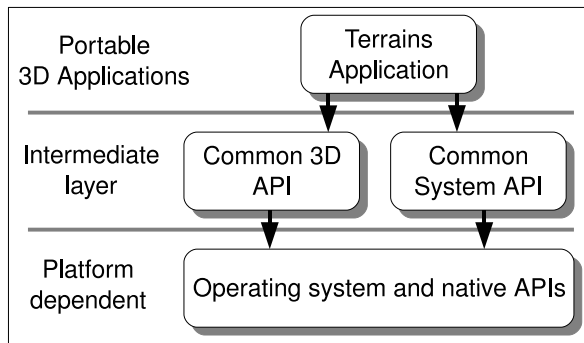 Portable
3D Applications
Terrains
Application
Intermediate
layer
Common 3D
API
Common
System API
Platform
dependent
Operating system and native APIs